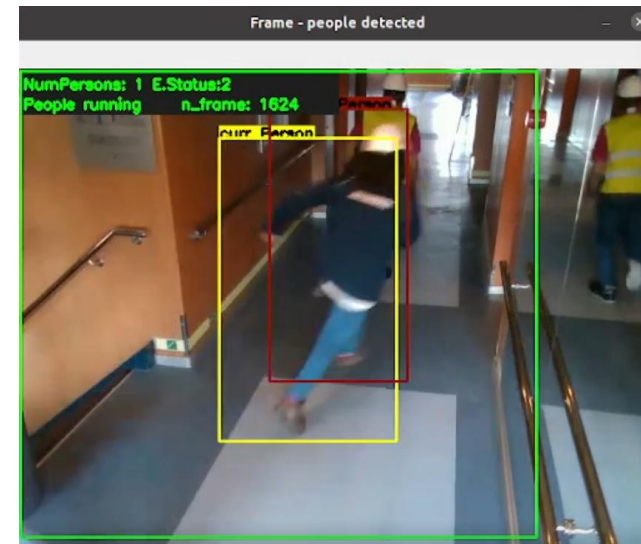 Frame - people detected
NumPersons: 1 E.Status:2
People running n_frame: 1624
Person
curr_Person